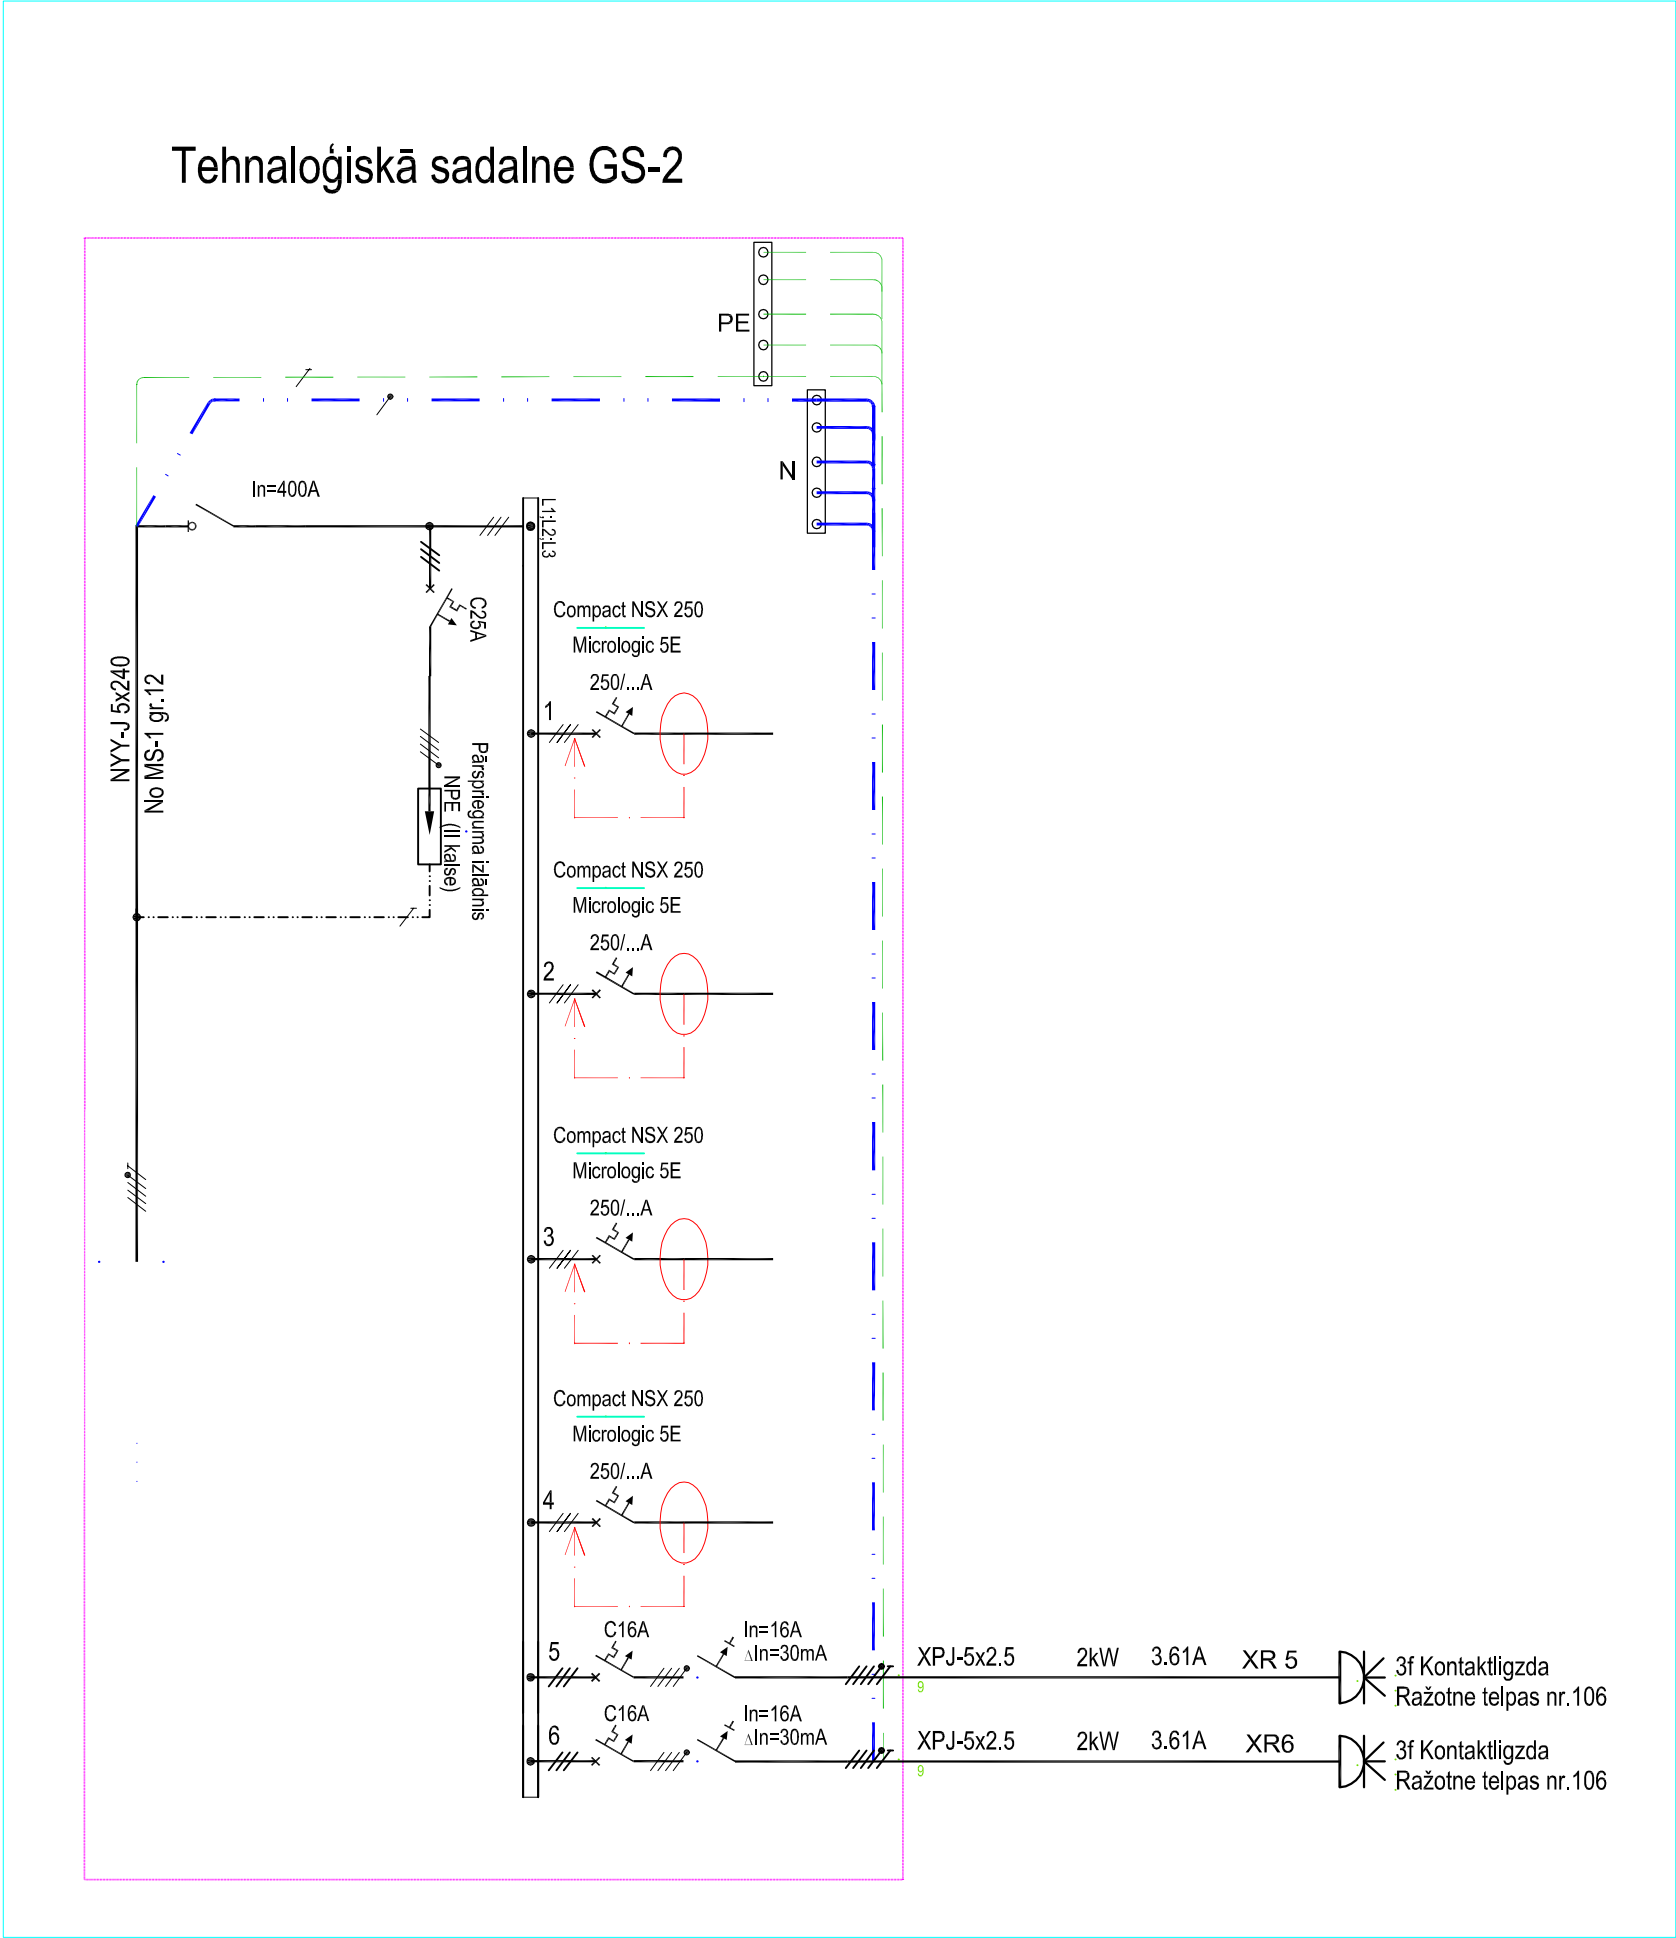 Tehnaloģiskā sadalne GS-2
PE
N
In=400A
L1;L2;L3
C25A
NYY-J 5x240
No MS-1 gr.12
Pārsprieguma izlādnis
NPE (II kalse)
Compact NSX 250
Micrologic 5E
250/...A
1
Compact NSX 250
Micrologic 5E
250/...A
2
Compact NSX 250
Micrologic 5E
250/...A
3
Compact NSX 250
Micrologic 5E
250/...A
4
5 C16A In=16A
ΔIn=30mA
XPJ-5x2.5 2kW 3.61A XR 5
9
3f Kontaktligzda
Ražotne telpas nr.106
6 C16A In=16A
ΔIn=30mA
XPJ-5x2.5 2kW 3.61A XR6
9
3f Kontaktligzda
Ražotne telpas nr.106